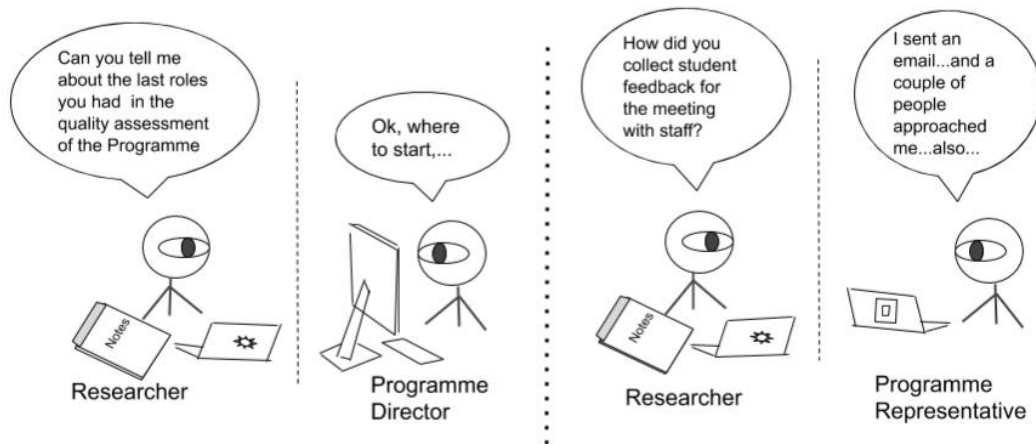 Can you tell me
about the last roles
you had in the
quality assessment
of the Programme
Ok, where
to start,...
Notes
Researcher
Programme
Director
How did you
collect student
feedback for
the meeting
with staff?
I sent an
email...and a
couple of
people
approached
me...also...
Notes
Researcher
Programme
Representative